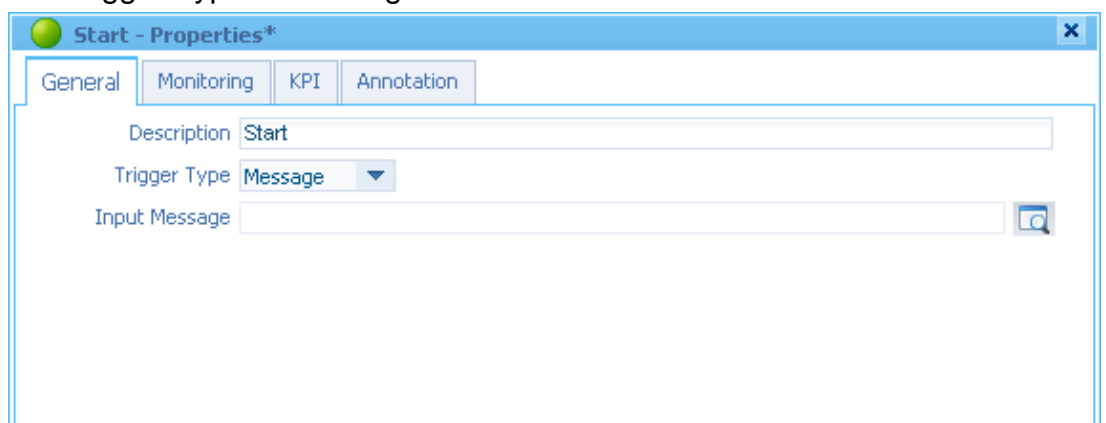 Start - Properties*
General Monitoring KPI Annotation
Description Start
Trigger Type Message
Input Message